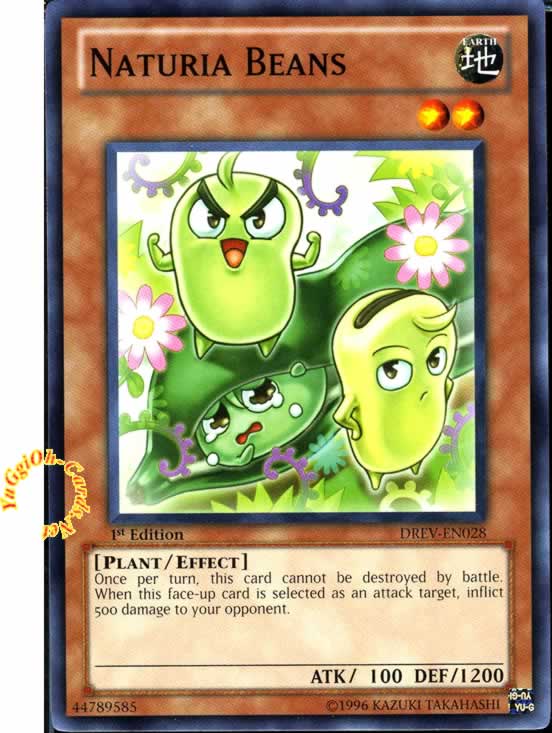 NATURIA BEANS
EARTH
地
1st Edition
DREV-EN028
[PLANT/EFFECT]
Once per turn, this card cannot be destroyed by battle.
When this face-up card is selected as an attack target, inflict
500 damage to your opponent.
ATK/ 100 DEF/1200
44789585
©1996 KAZUKI TAKAHASHI
YuGgiOh-Cards.Net